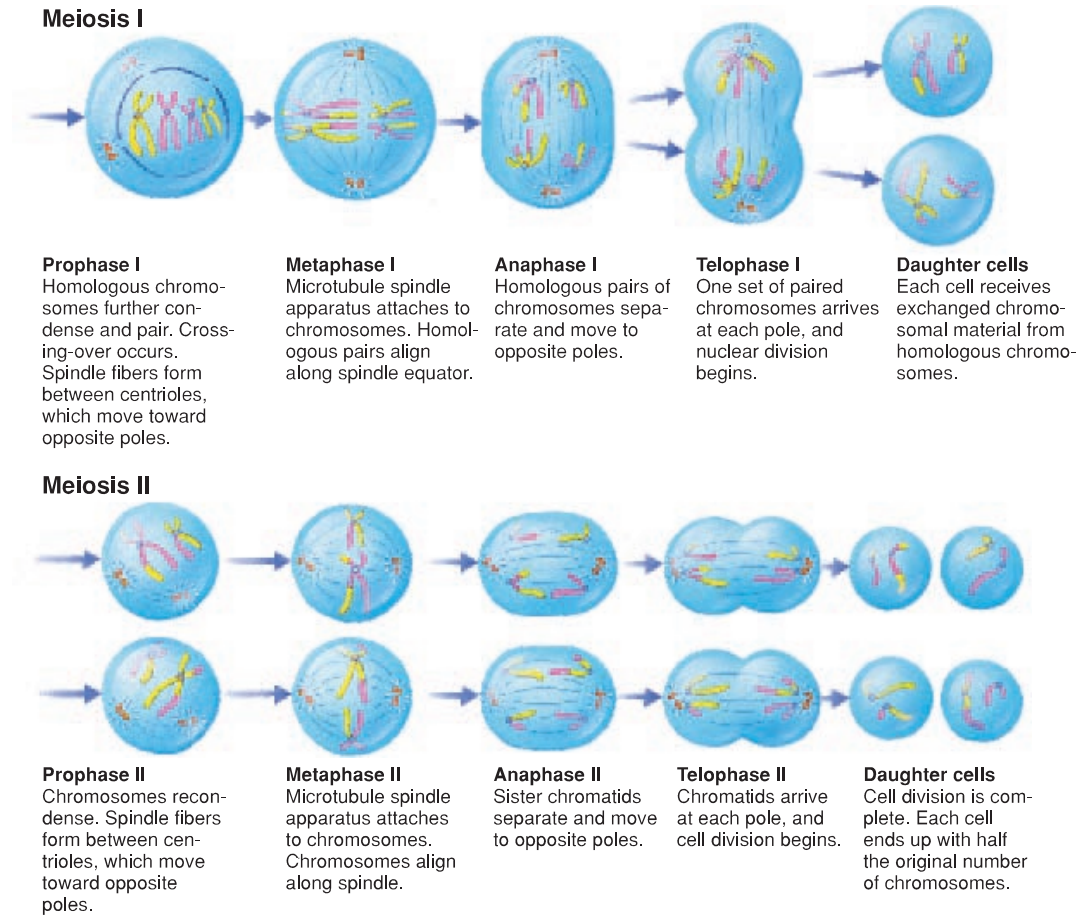 Meiosis I
Prophase I
Homologous chromo-
somes further con-
dense and pair. Cross-
ing-over occurs.
Spindle fibers form
between centrioles,
which move toward
opposite poles.
Metaphase I
Microtubule spindle
apparatus attaches to
chromosomes. Homol-
ogous pairs align
along spindle equator.
Anaphase I
Homologous pairs of
chromosomes sepa-
rate and move to
opposite poles.
Telophase I
One set of paired
chromosomes arrives
at each pole, and
nuclear division
begins.
Daughter cells
Each cell receives
exchanged chromo-
somal material from
homologous chromo-
somes.
Meiosis II
Prophase II
Chromosomes recon-
dense. Spindle fibers
form between cen-
trioles, which move
toward opposite
poles.
Metaphase II
Microtubule spindle
apparatus attaches
to chromosomes.
Chromosomes align
along spindle.
Anaphase II
Sister chromatids
separate and move
to opposite poles.
Telophase II
Chromatids arrive
at each pole, and
cell division begins.
Daughter cells
Cell division is com-
plete. Each cell
ends up with half
the original number
of chromosomes.